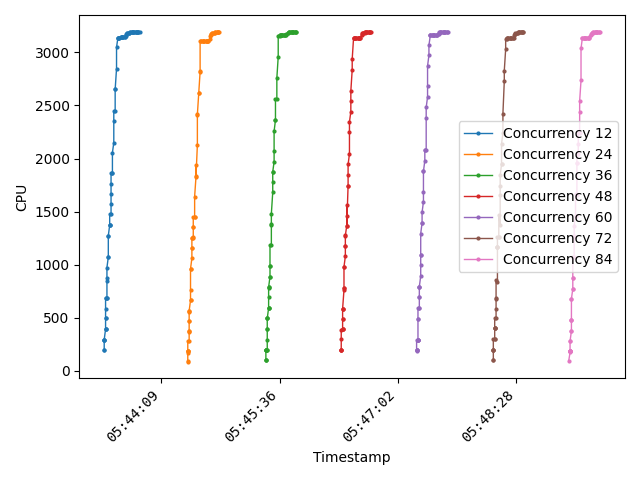 CPU
3000
2500
2000
1500
1000
500
0
Concurrency 12
Concurrency 24
Concurrency 36
Concurrency 48
Concurrency 60
Concurrency 72
Concurrency 84
05:44:09
05:45:36
05:47:02
05:48:28
Timestamp